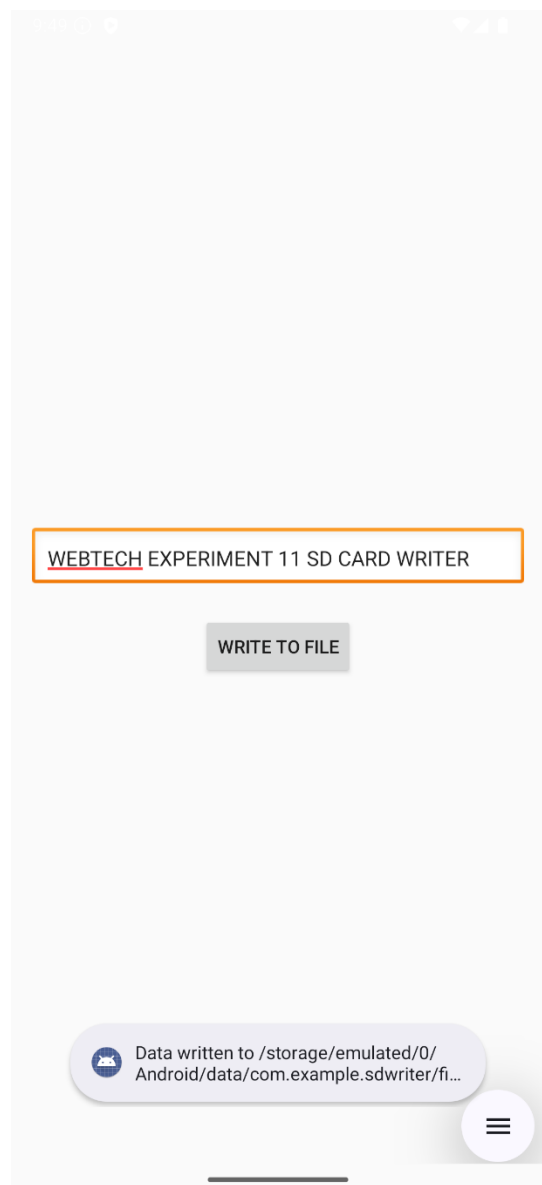 WEBTECH EXPERIMENT 11 SD CARD WRITER
WRITE TO FILE
Data written to /storage/emulated/0/
Android/data/com.example.sdwriter/fi...